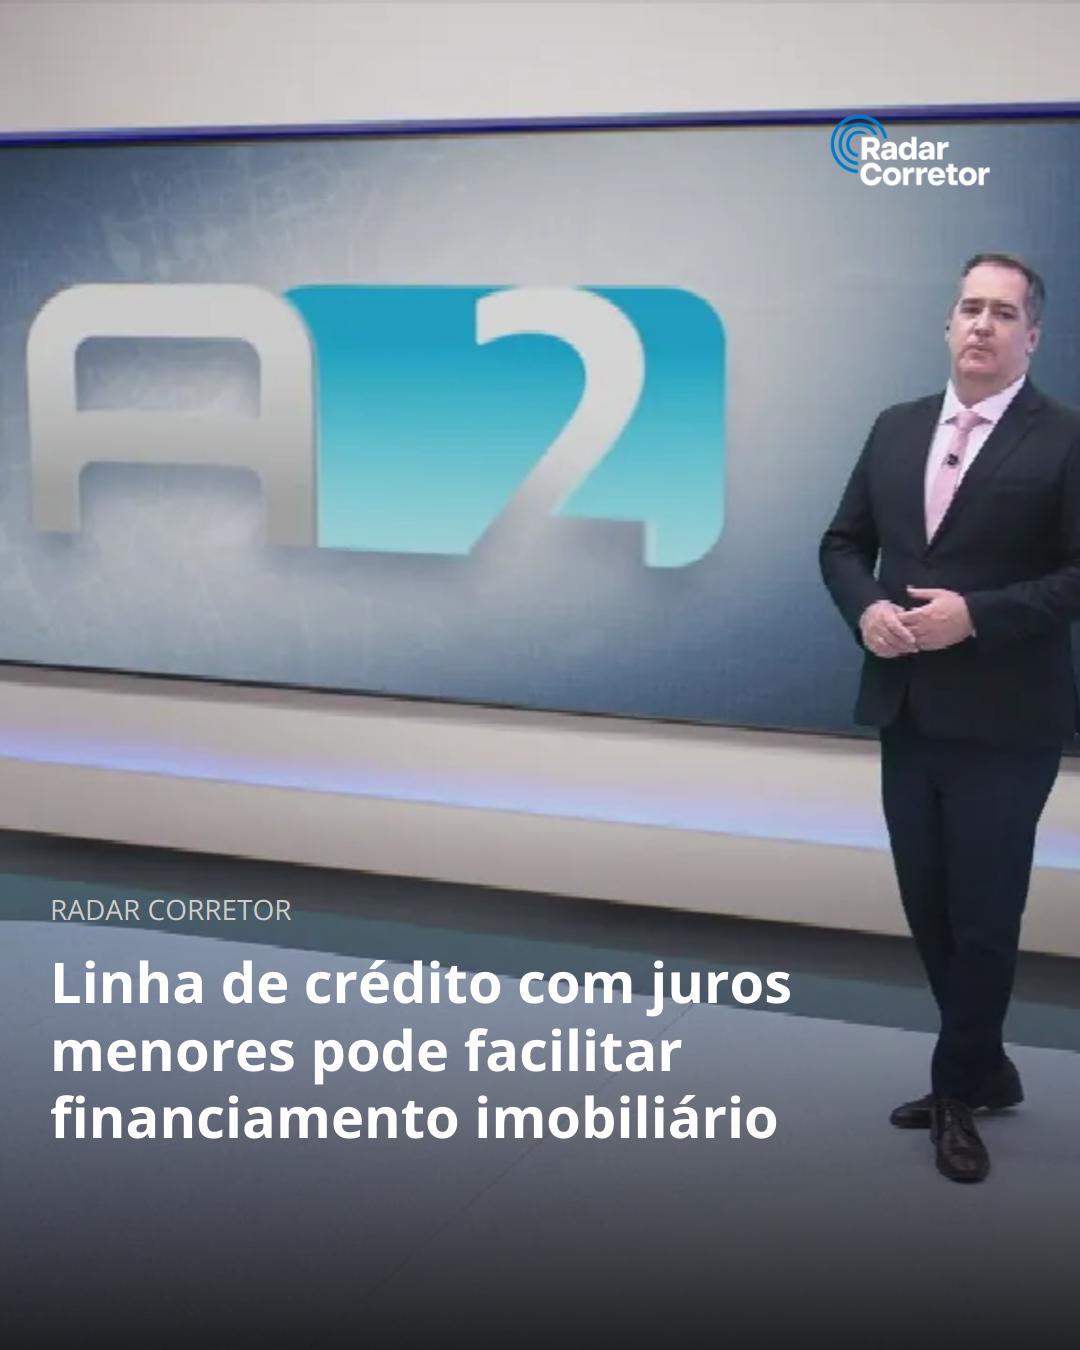 Radar
Corretor
A2
RADAR CORRETOR
Linha de crédito com juros
menores pode facilitar
financiamento imobiliário